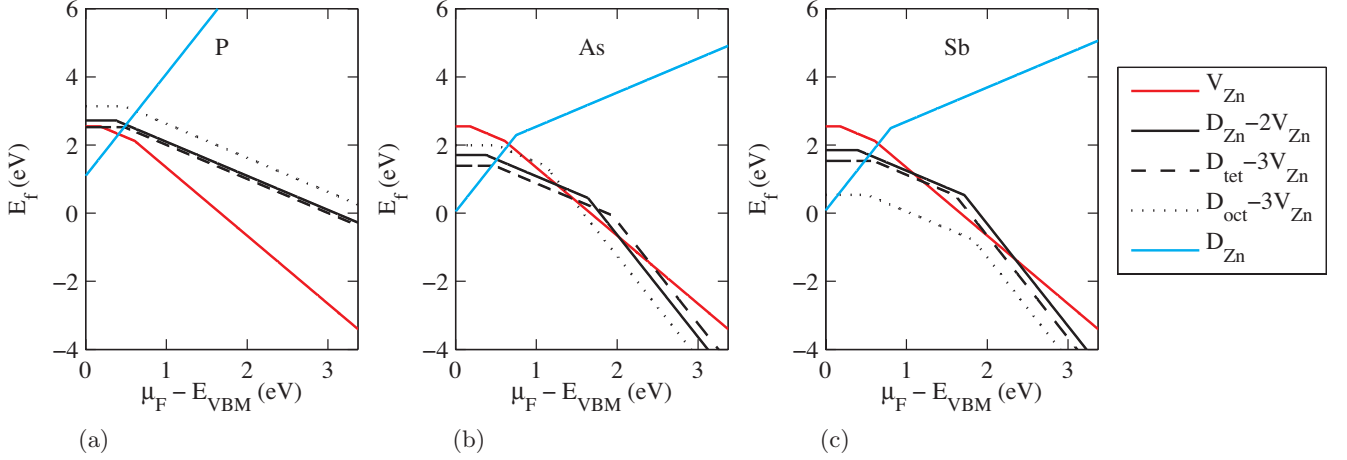 P
As
Sb
6
4
2
0
−2
−4
E_f (eV)
0 1 2 3
μ_F − E_VBM (eV)
(a)
6
4
2
0
−2
−4
E_f (eV)
0 1 2 3
μ_F − E_VBM (eV)
(b)
6
4
2
0
−2
−4
E_f (eV)
0 1 2 3
μ_F − E_VBM (eV)
(c)
V_Zn
D_Zn−2V_Zn
D_tet−3V_Zn
D_oct−3V_Zn
D_Zn